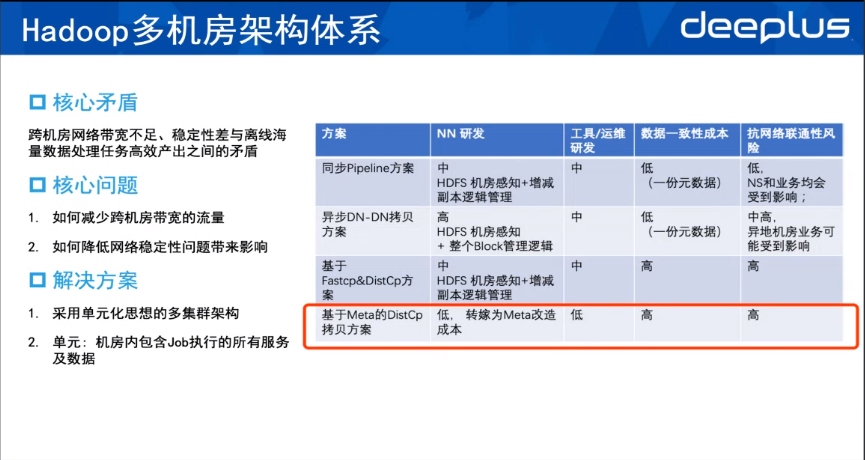 Hadoop多机房架构体系
deeplus
核心矛盾
跨机房网络带宽不足、稳定性差与离线海
量数据处理任务高效产出之间的矛盾
核心问题
1. 如何减少跨机房带宽的流量
2. 如何降低网络稳定性问题带来影响
解决方案
1. 采用单元化思想的多集群架构
2. 单元：机房内包含Job执行的所有服务
及数据
方案
NN 研发
工具/运维
研发
数据一致性成本
抗网络联通性风
险
同步Pipeline方案
中
HDFS 机房感知+增减
副本逻辑管理
中
低
（一份元数据）
低，
NS和业务均会
受到影响；
异步DN-DN拷贝
方案
高
HDFS 机房感知
+ 整个Block管理逻辑
中
低
（一份元数据）
中高，
异地机房业务可
能受到影响
基于
Fastcp&DistCp方
案
中
HDFS 机房感知+增减
副本逻辑管理
中
高
高
基于Meta的DistCp
拷贝方案
低， 转嫁为Meta改造
成本
低
高
高